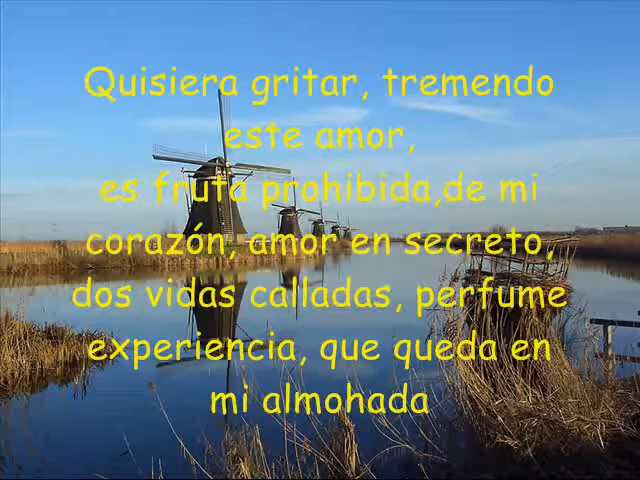 Quisiera gritar, tremendo
este amor,
es fruta prohibida,de mi
corazón, amor en secreto,
dos vidas calladas, perfume
experiencia, que queda en
mi almohada